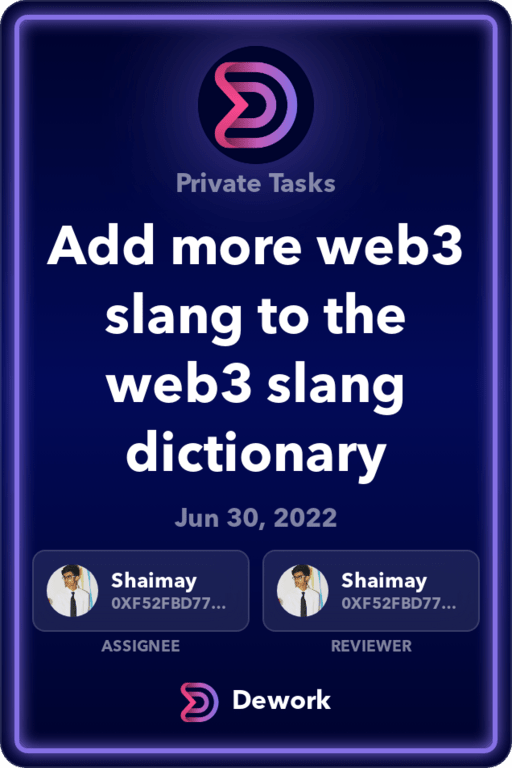 Private Tasks
Add more web3
slang to the
web3 slang
dictionary
Jun 30, 2022
Shaimay
0XF52FBD77...
ASSIGNEE
Shaimay
0XF52FBD77...
REVIEWER
Dework